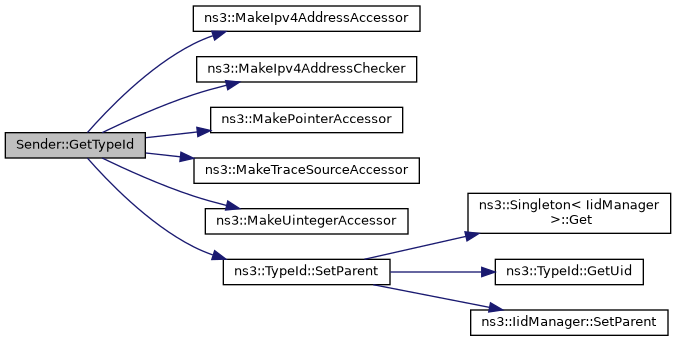 ns3::MakeIpv4AddressAccessor
ns3::MakeIpv4AddressChecker
ns3::MakePointerAccessor
Sender::GetTypeId
ns3::MakeTraceSourceAccessor
ns3::MakeUintegerAccessor
ns3::TypeId::SetParent
ns3::Singleton< IidManager
>::Get
ns3::TypeId::GetUid
ns3::IidManager::SetParent